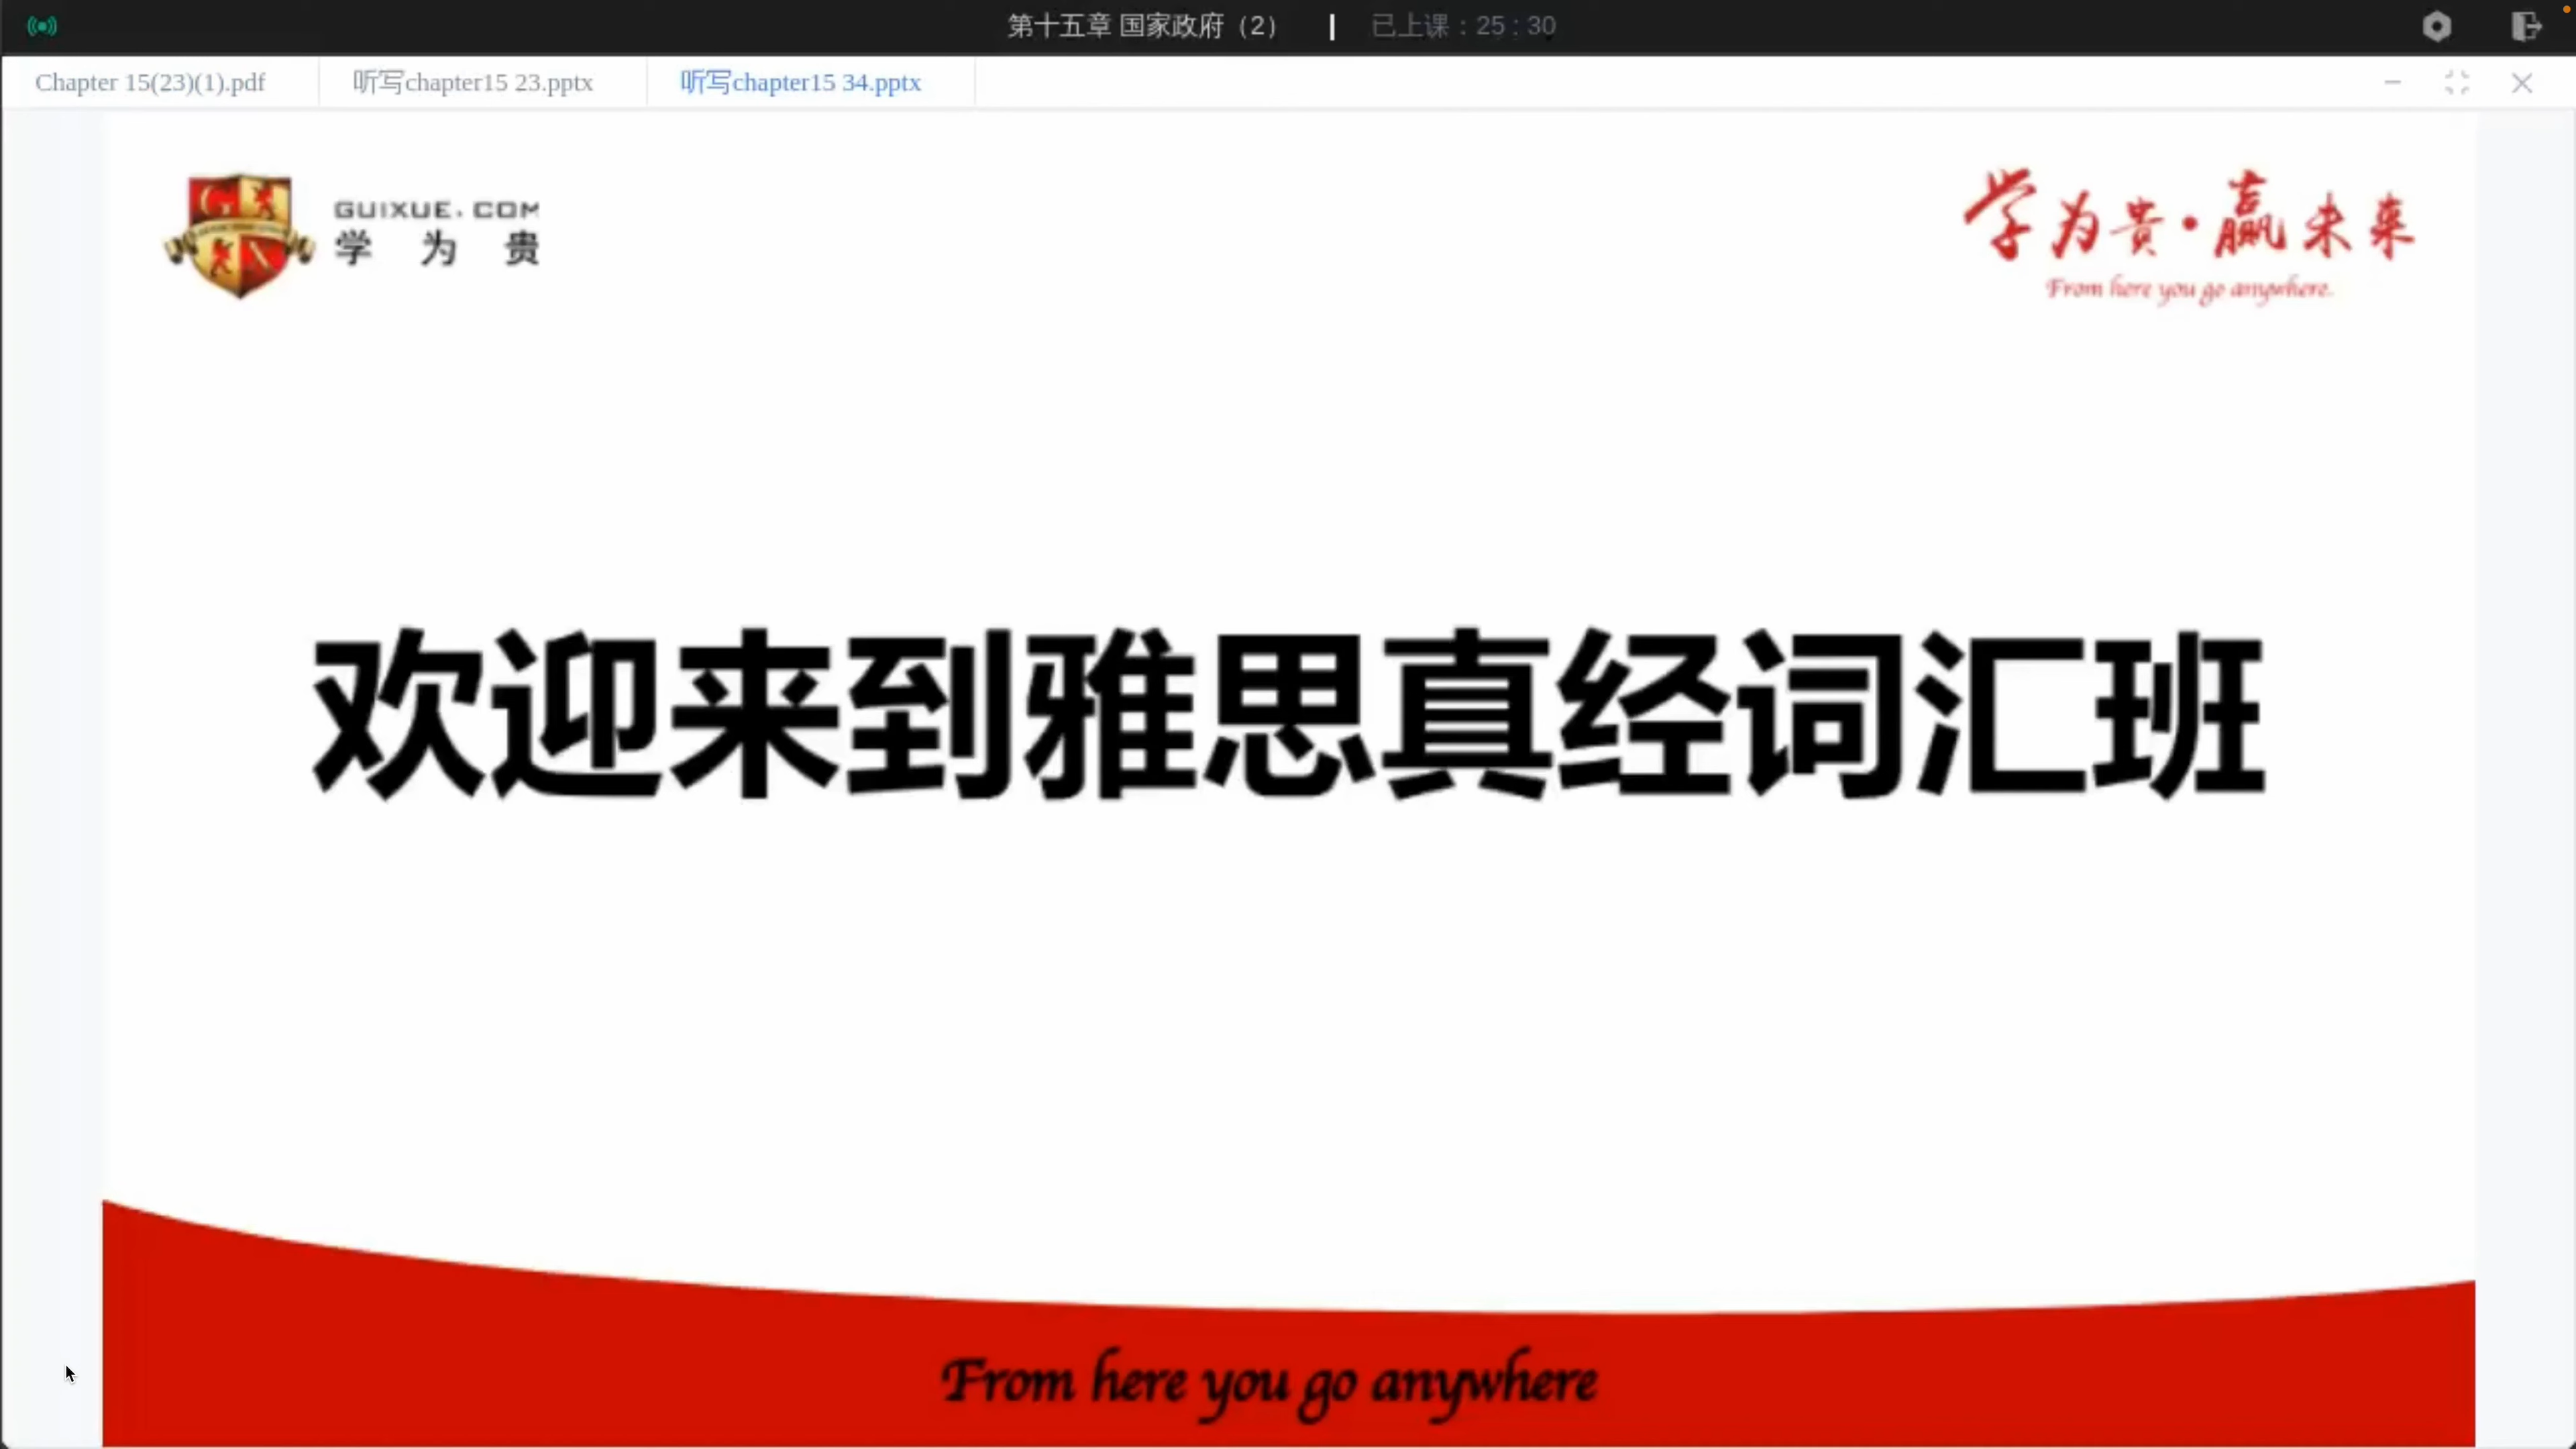 第十五章 国家政府（2） | 已上课：25 : 30
Chapter 15(23)(1).pdf
听写chapter15 23.pptx
听写chapter15 34.pptx
GUIXUE.COM
学为贵
学为贵·赢未来
From here you go anywhere.
欢迎来到雅思真经词汇班
From here you go anywhere